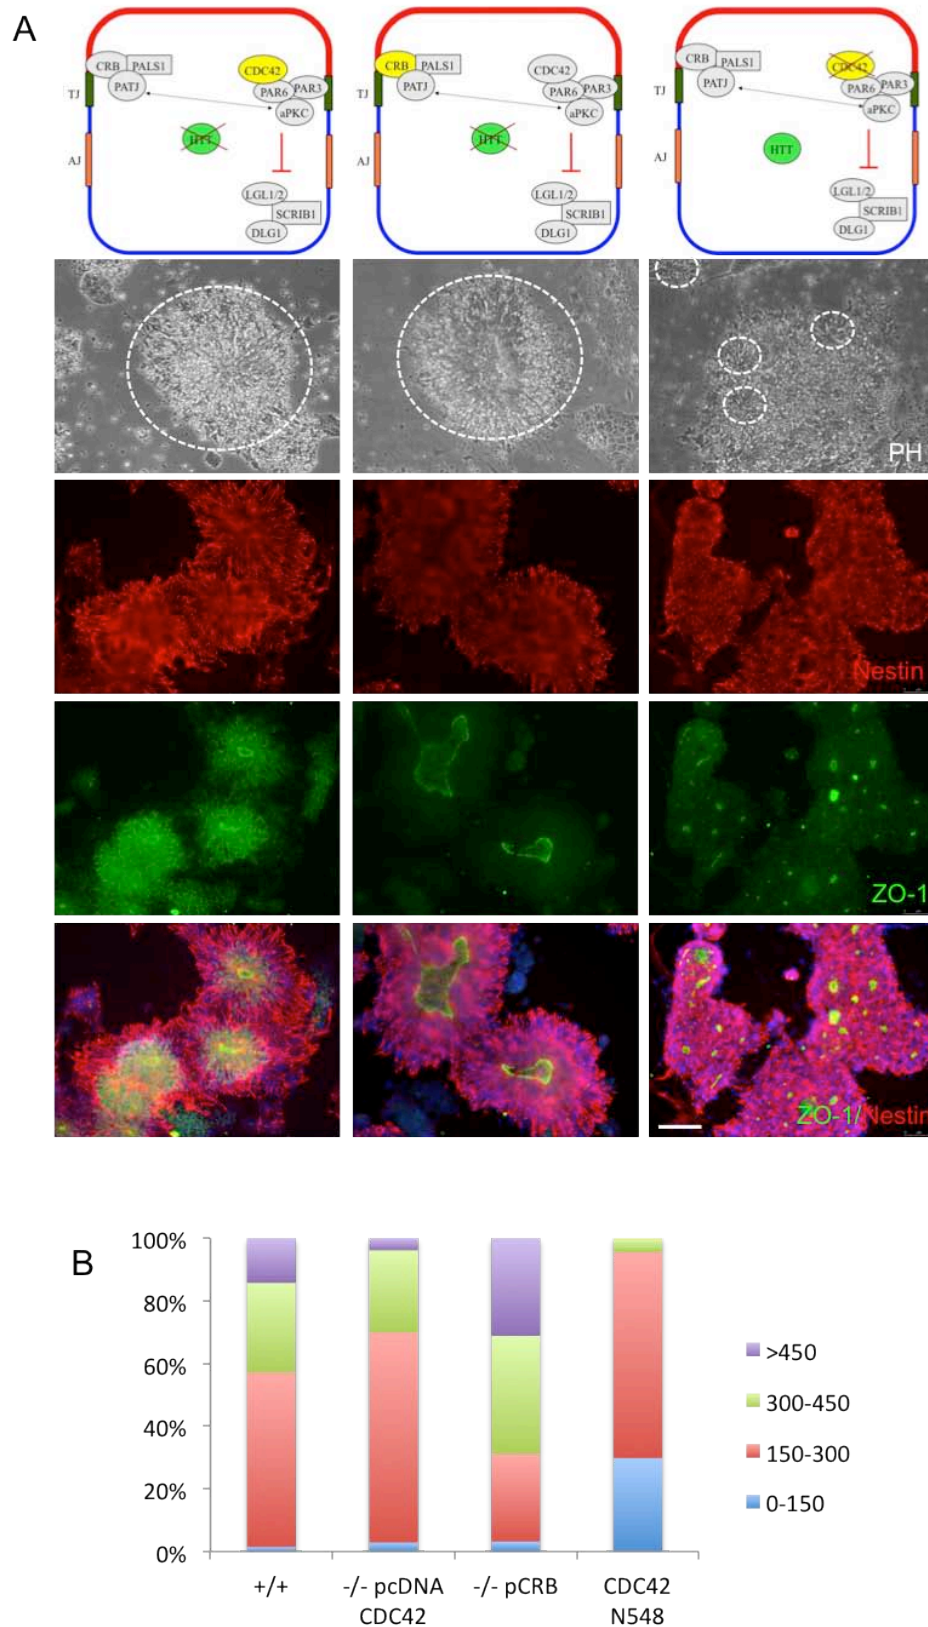 A
CRB PALS1 PATJ CDC42 PAR6 PAR3 aPKC TJ AJ HTT LGL1/2 SCRIB1 DLG1
CRB PALS1 PATJ CDC42 PAR6 PAR3 aPKC TJ AJ HTT LGL1/2 SCRIB1 DLG1
CRB PALS1 PATJ CDC42 PAR6 PAR3 aPKC TJ AJ HTT LGL1/2 SCRIB1 DLG1
PH
Nestin
ZO-1
ZO-1/Nestin
B
100%
80%
60%
40%
20%
0%
+/+
-/- pcDNA
CDC42
-/- pCRB
CDC42
N548
>450
300-450
150-300
0-150